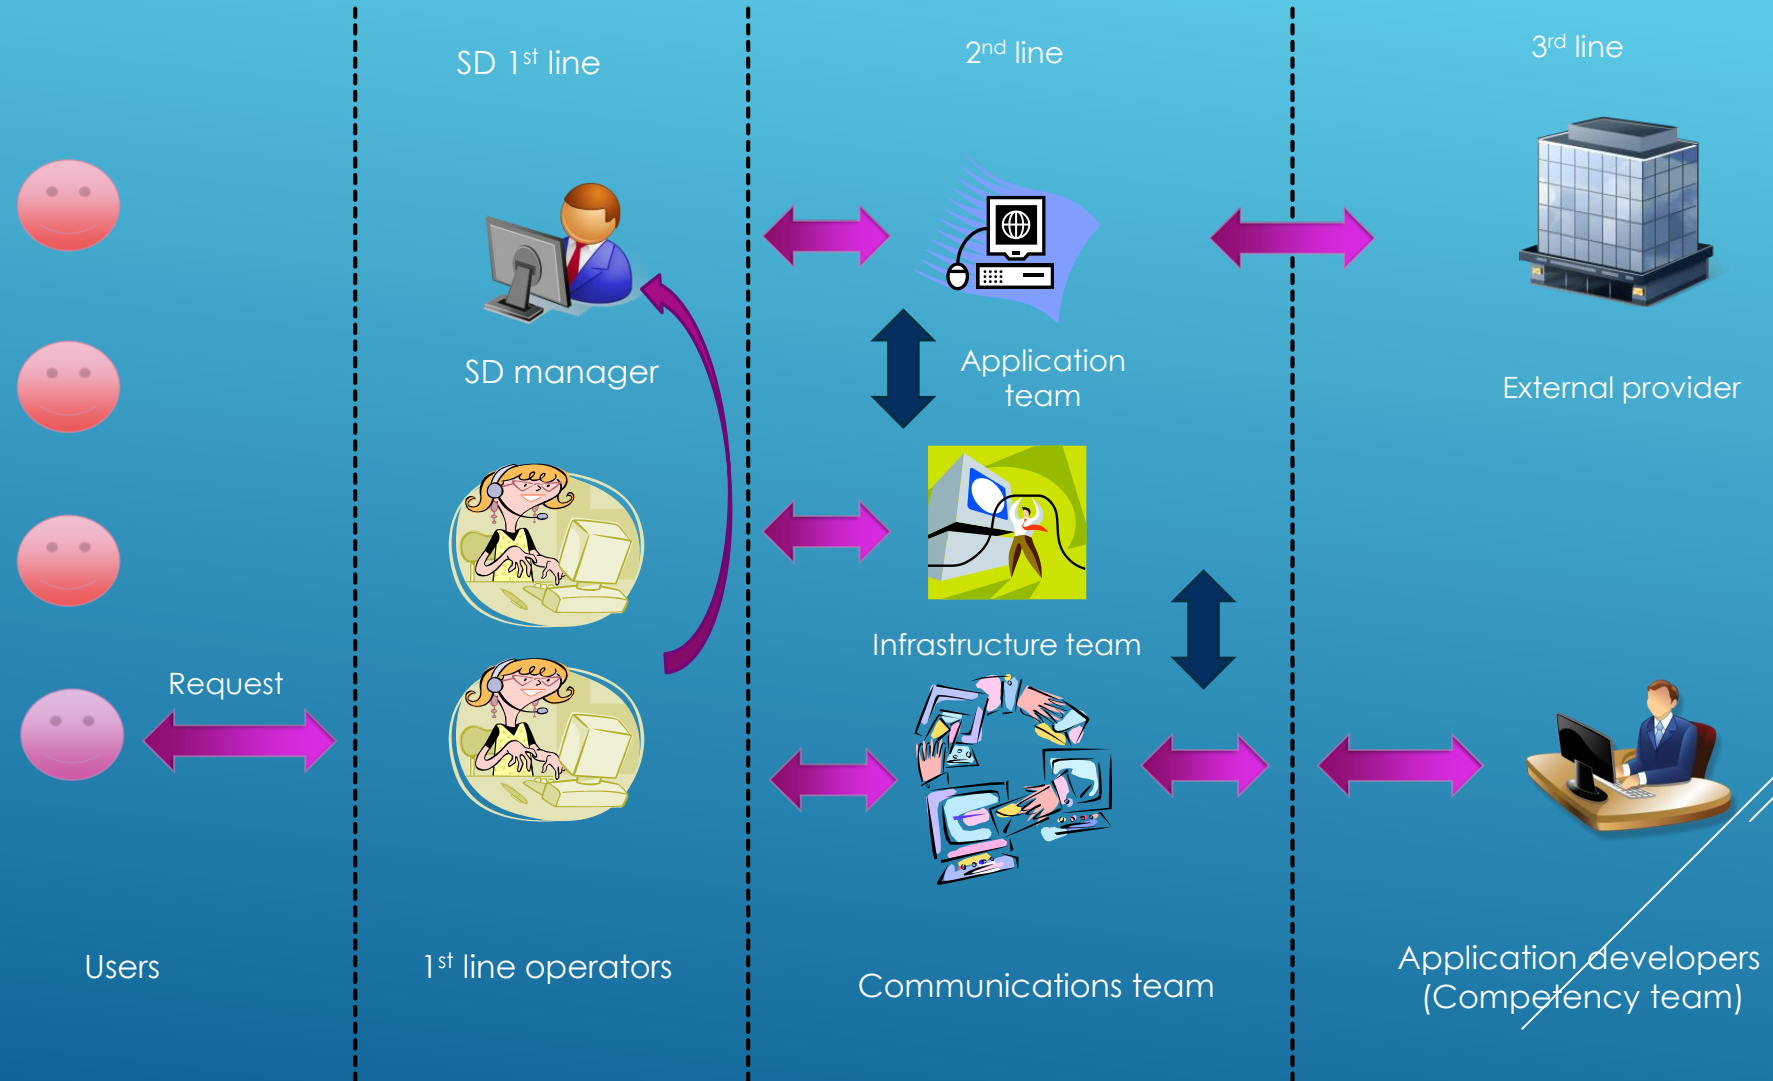 SD 1st line
2nd line
3rd line
SD manager
Application
team
External provider
Infrastructure team
Request
Users
1st line operators
Communications team
Application developers
(Competency team)